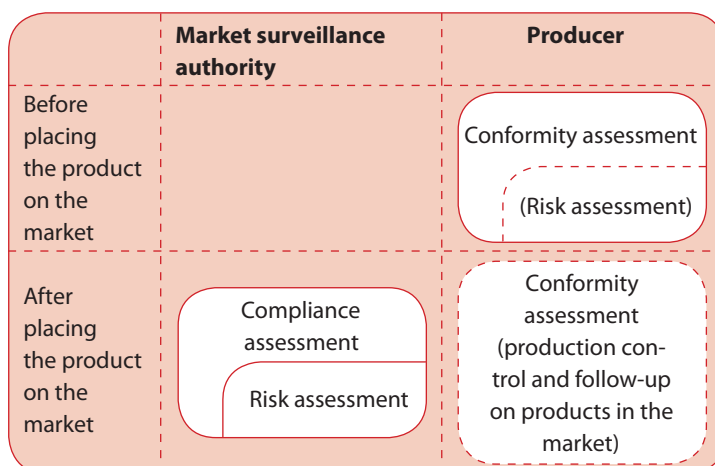 Market surveillance
authority
Producer
Before
placing
the product
on the
market
Conformity assessment
(Risk assessment)
After
placing
the product
on the
market
Compliance
assessment
Risk assessment
Conformity
assessment
(production con-
trol and follow-up
on products in the
market)